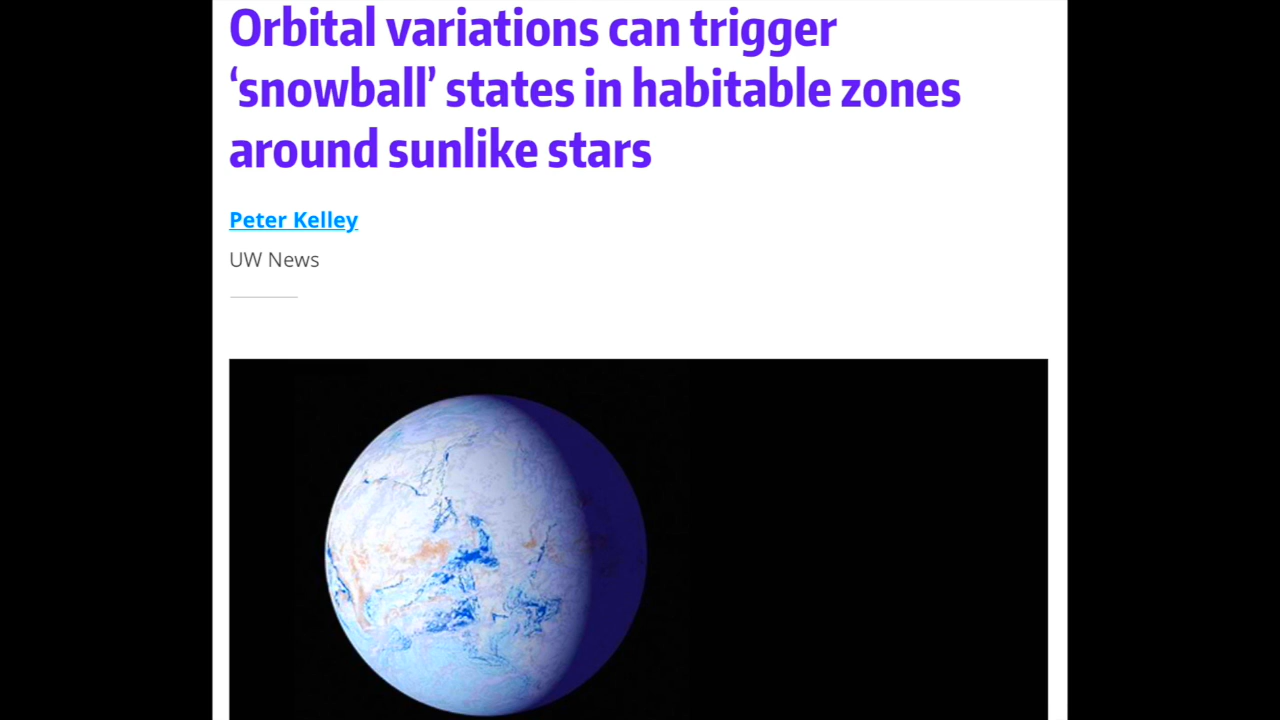 Orbital variations can trigger
‘snowball’ states in habitable zones
around sunlike stars
Peter Kelley
UW News